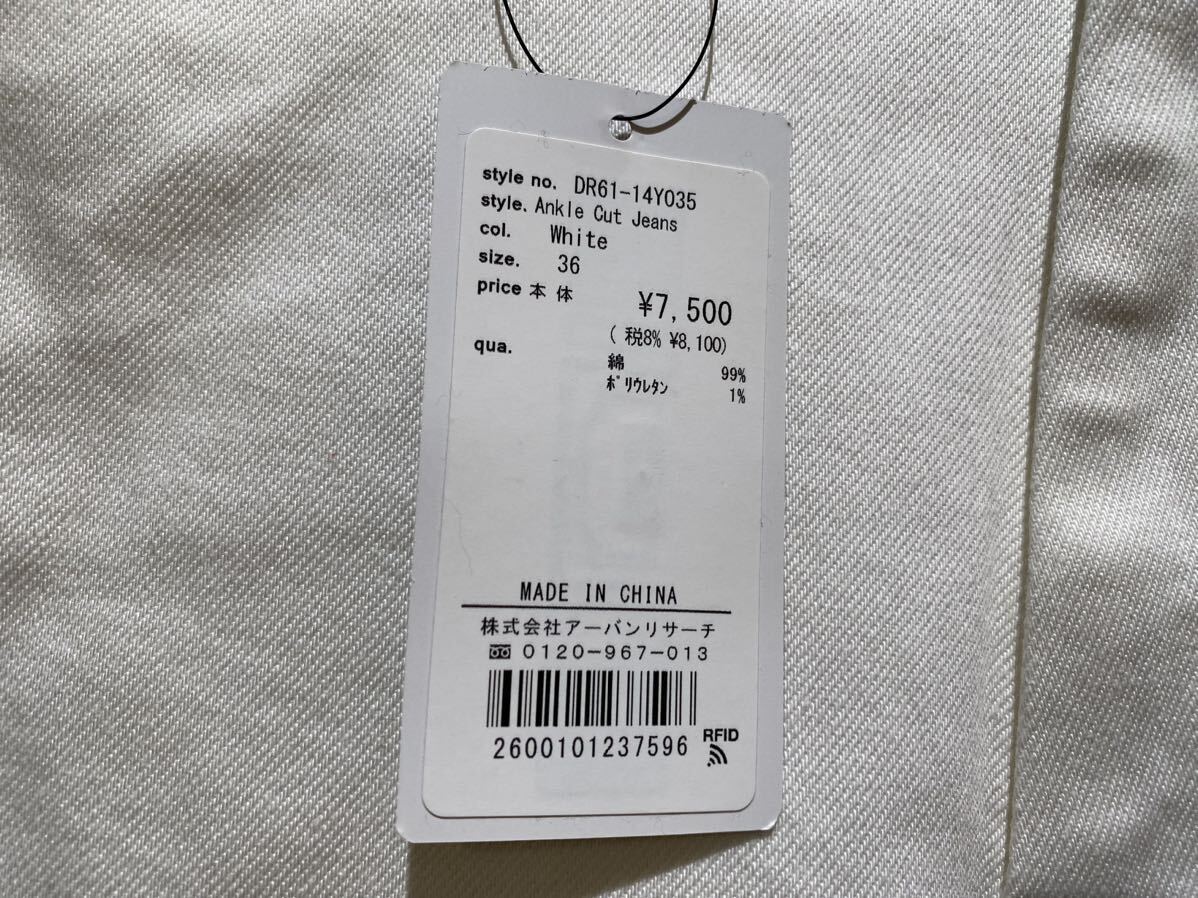 style no. DR61-14Y035
style. Ankle Cut Jeans
col. White
size. 36
price 本 体 ¥7,500
( 税8% ¥8,100)
qua. 綿 99%
ﾎﾟﾘｳﾚﾀﾝ 1%
MADE IN CHINA
株式会社アーバンリサーチ
0120-967-013
2600101237596
RFID